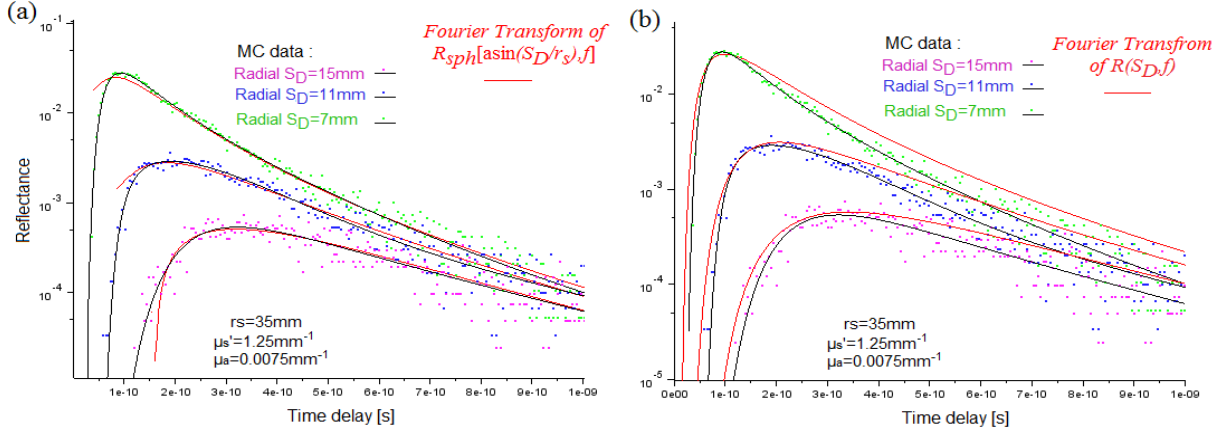 (a)
10^-1
10^-2
10^-3
10^-4
Reflectance
MC data :
Radial S_D=15mm
Radial S_D=11mm
Radial S_D=7mm
Fourier Transform of
R_sph[asin(S_D/r_s),f]
rs=35mm
µs'=1.25mm^-1
µa=0.0075mm^-1
1e-10 2e-10 3e-10 4e-10 5e-10 6e-10 7e-10 8e-10 9e-10 1e-09
Time delay [s]
(b)
10^-2
10^-3
10^-4
10^-5
MC data :
Radial S_D=15mm
Radial S_D=11mm
Radial S_D=7mm
Fourier Transfrom
of R(S_D,f)
rs=35mm
µs'=1.25mm^-1
µa=0.0075mm^-1
0e00 1e-10 2e-10 3e-10 4e-10 5e-10 6e-10 7e-10 8e-10 9e-10 1e-09
Time delay [s]